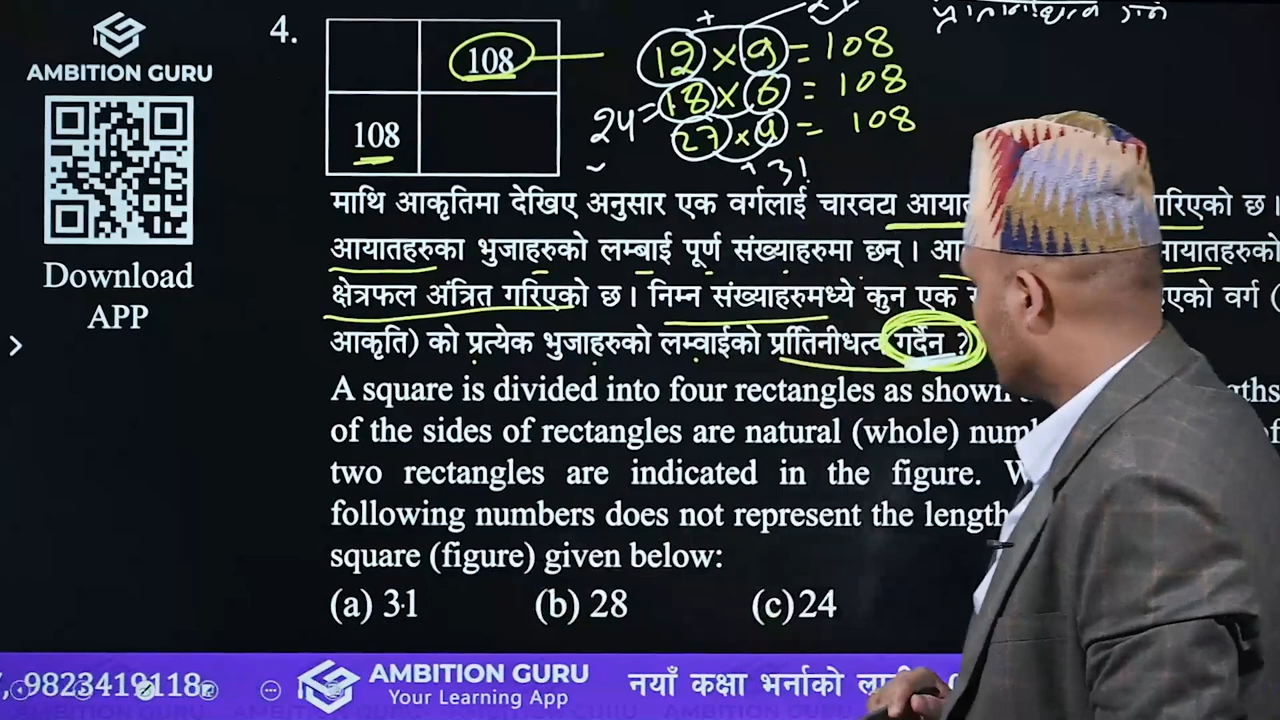 4.
AMBITION GURU
108
12 × 9 = 108
24 = 18 × 6 = 108
108
27 × 9 = 108
+ 31
माथि आकृतिमा देखिए अनुसार एक वर्गलाई चारवटा रिएको छ।
आयातहरुका भुजाहरुको लम्बाई पूर्ण संख्याहरुमा छन्। आयातहरुको
क्षेत्रफल अंत्रित गरिएको छ। निम्न संख्याहरुमध्ये कुन एक वर्ग (
आकृति) को प्रत्येक भुजाहरुको लम्वाईको प्रतिनीधत्व गर्दैन ?
Download
APP
A square is divided into four rectangles as shown
of the sides of rectangles are natural (whole)
two rectangles are indicated in the figure.
following numbers does not represent the
square (figure) given below:
(a) 31 (b) 28 (c) 24
9823419118
AMBITION GURU
Your Learning App
नयाँ कक्षा भर्नाको